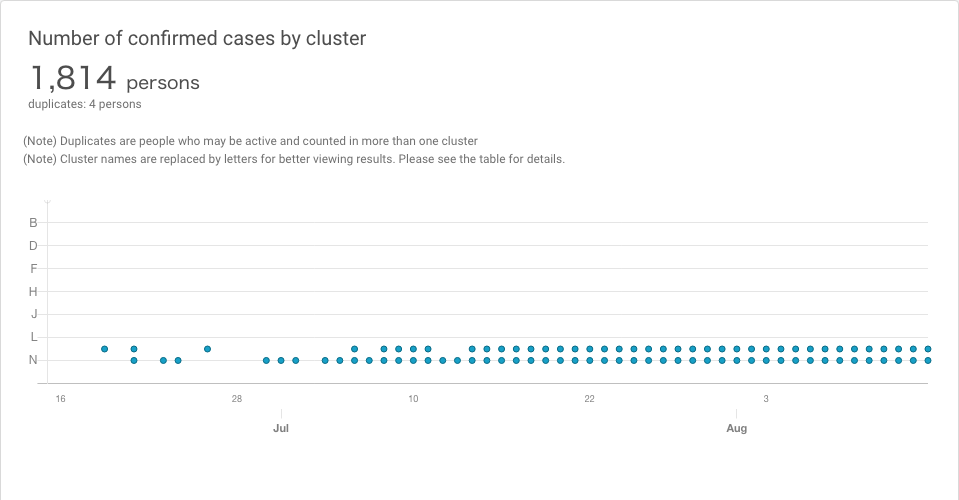 Number of confirmed cases by cluster
1,814 persons
duplicates: 4 persons
(Note) Duplicates are people who may be active and counted in more than one cluster
(Note) Cluster names are replaced by letters for better viewing results. Please see the table for details.
B
D
F
H
J
L
N
16 28 10 22 3
Jul Aug